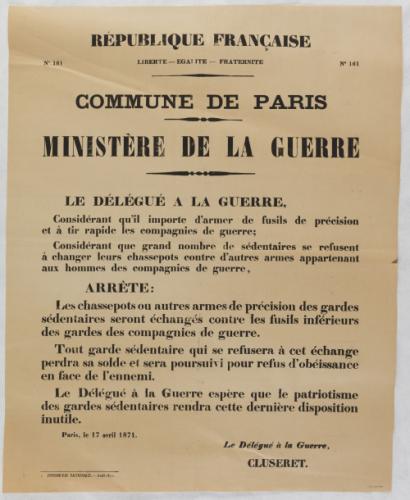 RÉPUBLIQUE FRANÇAISE
N° 161 LIBERTÉ — ÉGALITÉ — FRATERNITÉ N° 161
COMMUNE DE PARIS
MINISTÈRE DE LA GUERRE
LE DÉLÉGUÉ A LA GUERRE,
Considérant qu'il importe d'armer de fusils de précision
et à tir rapide les compagnies de guerre;
Considérant que grand nombre de sédentaires se refusent
à changer leurs chassepots contre d'autres armes appartenant
aux hommes des compagnies de guerre,
ARRÊTE:
Les chassepots ou autres armes de précision des gardes
sédentaires seront échangés contre les fusils inférieurs
des gardes des compagnies de guerre.
Tout garde sédentaire qui se refusera à cet échange
perdra sa solde et sera poursuivi pour refus d'obéissance
en face de l'ennemi.
Le Délégué à la Guerre espère que le patriotisme
des gardes sédentaires rendra cette dernière disposition
inutile.
Paris, le 17 avril 1871.
Le Délégué à la Guerre,
CLUSERET.
IMPRIMERIE NATIONALE. — Avril 1871.